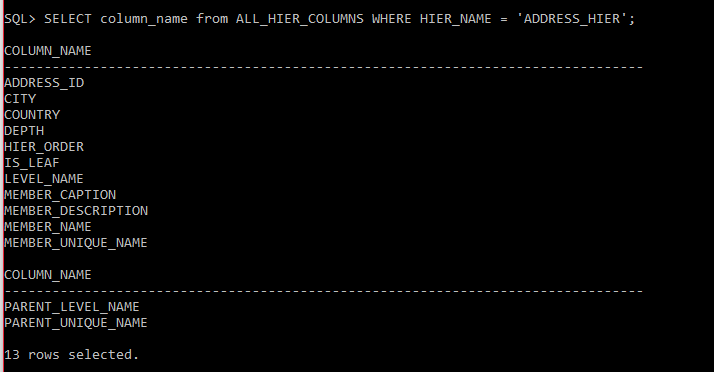 SQL> SELECT column_name from ALL_HIER_COLUMNS WHERE HIER_NAME = 'ADDRESS_HIER';
COLUMN_NAME
--------------------------------------------------------------------------------
ADDRESS_ID
CITY
COUNTRY
DEPTH
HIER_ORDER
IS_LEAF
LEVEL_NAME
MEMBER_CAPTION
MEMBER_DESCRIPTION
MEMBER_NAME
MEMBER_UNIQUE_NAME
COLUMN_NAME
--------------------------------------------------------------------------------
PARENT_LEVEL_NAME
PARENT_UNIQUE_NAME
13 rows selected.